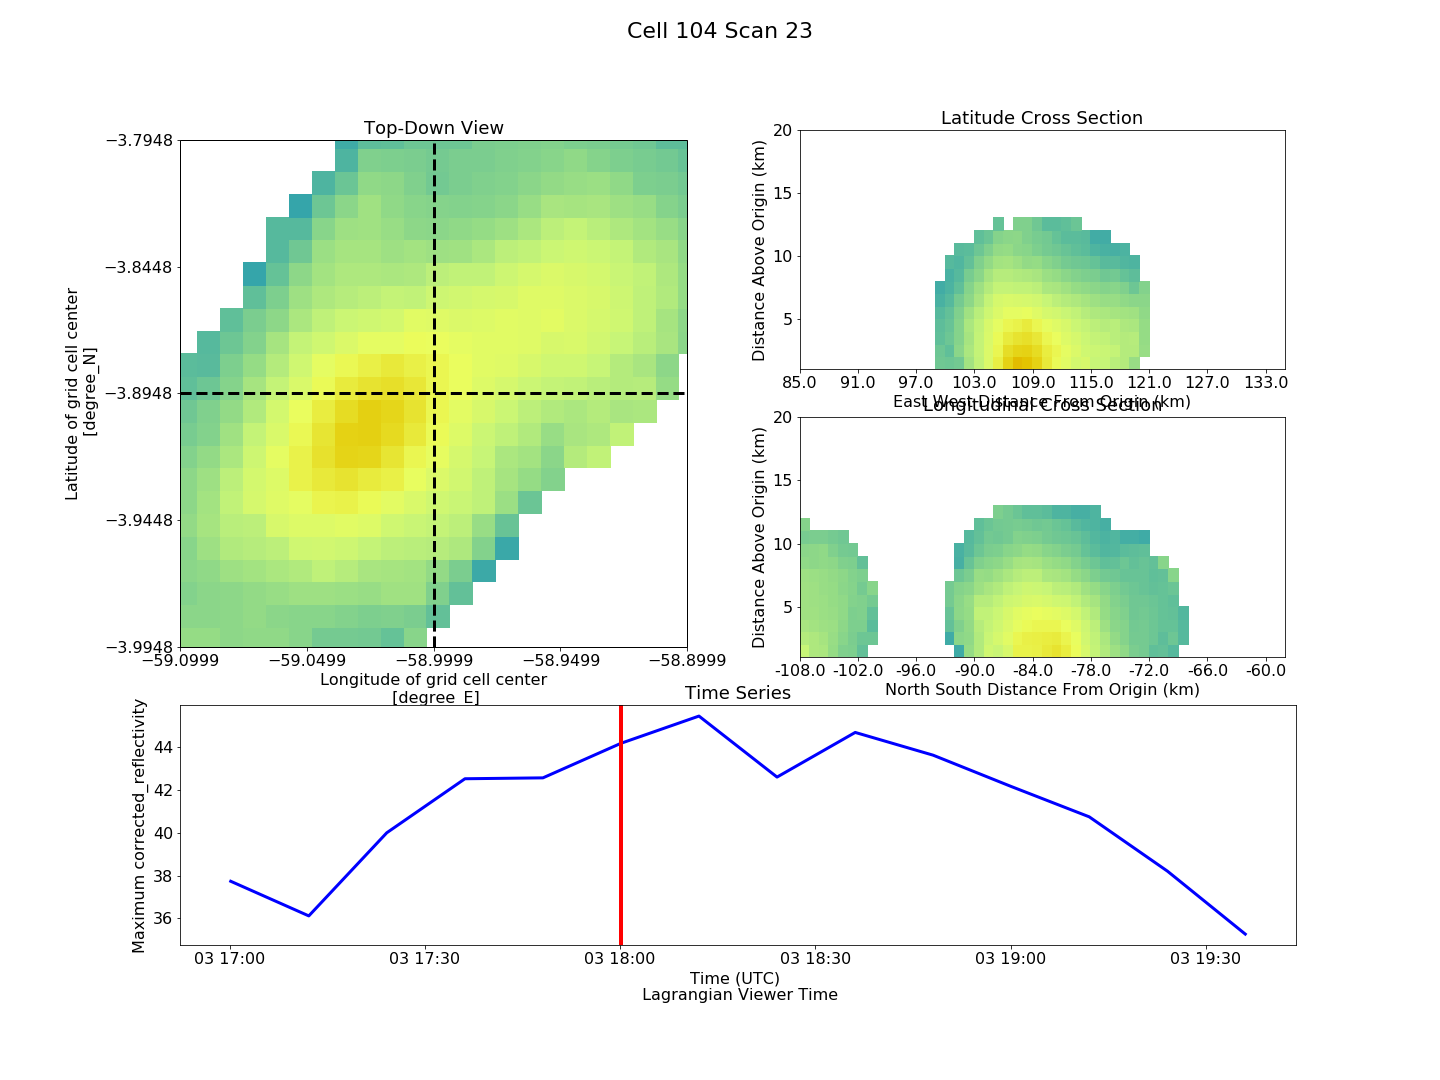 Cell 104 Scan 23
Top-Down View
−3.7948
−3.8448
−3.8948
−3.9448
−3.9948
Latitude of grid cell center
[degree_N]
−59.0999
−59.0499
−58.9999
−58.9499
−58.8999
Longitude of grid cell center
[degree_E]
Latitude Cross Section
20
15
10
5
Distance Above Origin (km)
85.0 91.0 97.0 103.0 109.0 115.0 121.0 127.0 133.0
East West Distance From Origin (km)
Longitudinal Cross Section
20
15
10
5
Distance Above Origin (km)
-108.0 -102.0 -96.0 -90.0 -84.0 -78.0 -72.0 -66.0 -60.0
North South Distance From Origin (km)
Time Series
44
42
40
38
36
Maximum corrected_reflectivity
03 17:00 03 17:30 03 18:00 03 18:30 03 19:00 03 19:30
Time (UTC)
Lagrangian Viewer Time